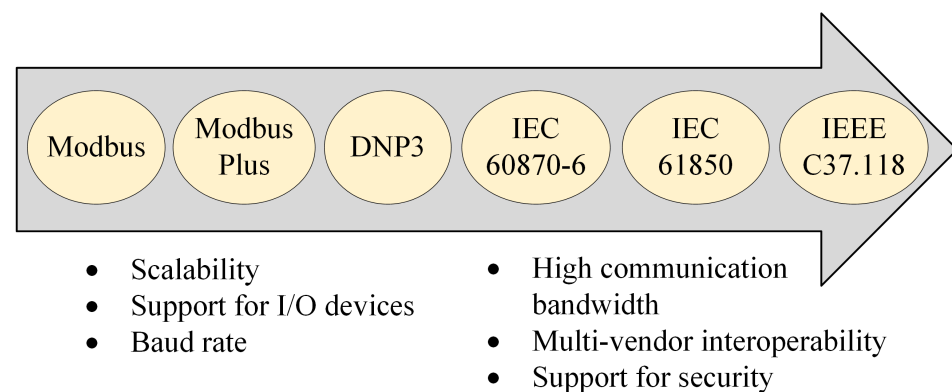 Modbus
Modbus
Plus
DNP3
IEC
60870-6
IEC
61850
IEEE
C37.118
• Scalability
• Support for I/O devices
• Baud rate
• High communication
bandwidth
• Multi-vendor interoperability
• Support for security